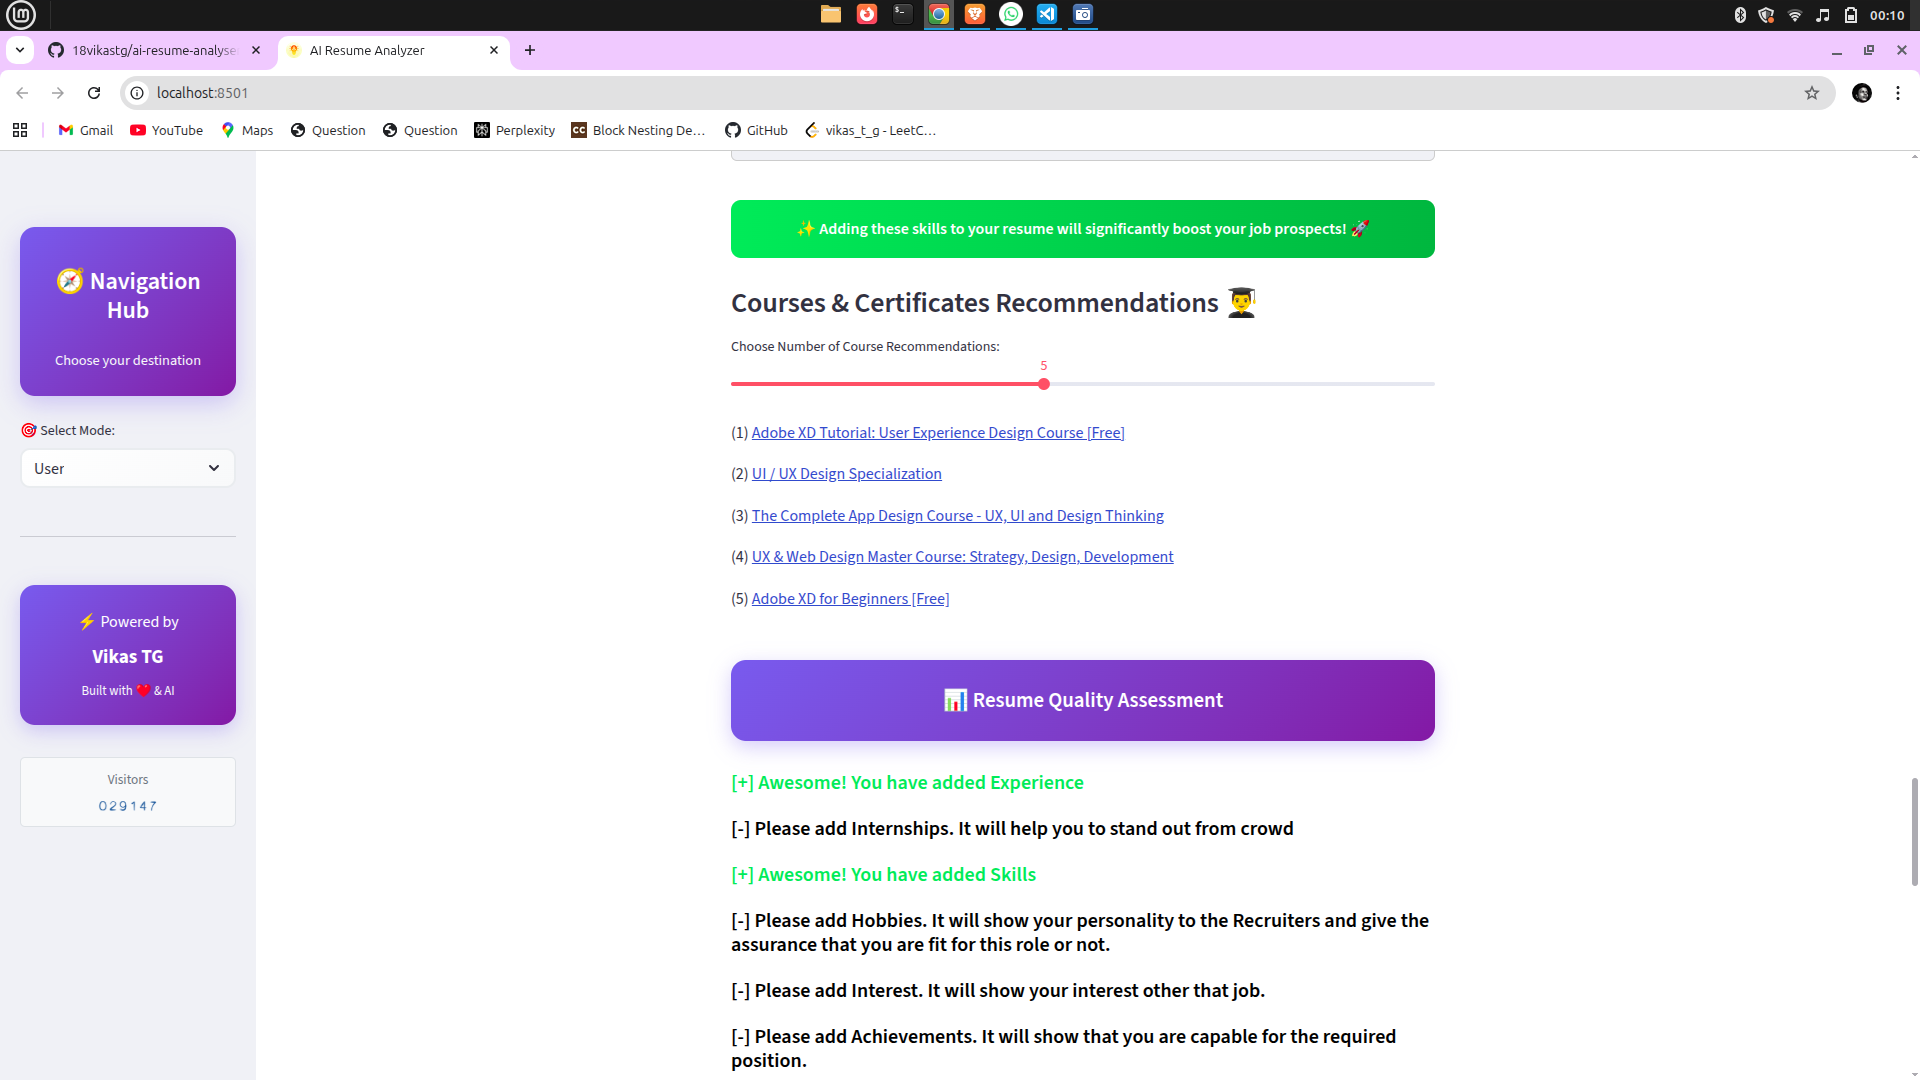 00:10
18vikastg/ai-resume-analyse
AI Resume Analyzer
localhost:8501
Gmail
YouTube
Maps
Question
Question
Perplexity
Block Nesting De...
GitHub
vikas_t_g - LeetC...
🧭 Navigation
Hub
Choose your destination
🎯 Select Mode:
User
⚡ Powered by
Vikas TG
Built with ❤️ & AI
Visitors
029147
✨ Adding these skills to your resume will significantly boost your job prospects! 🚀
Courses & Certificates Recommendations 👨‍🎓
Choose Number of Course Recommendations:
5
(1) Adobe XD Tutorial: User Experience Design Course [Free]
(2) UI / UX Design Specialization
(3) The Complete App Design Course - UX, UI and Design Thinking
(4) UX & Web Design Master Course: Strategy, Design, Development
(5) Adobe XD for Beginners [Free]
📊 Resume Quality Assessment
[+] Awesome! You have added Experience
[-] Please add Internships. It will help you to stand out from crowd
[+] Awesome! You have added Skills
[-] Please add Hobbies. It will show your personality to the Recruiters and give the
assurance that you are fit for this role or not.
[-] Please add Interest. It will show your interest other that job.
[-] Please add Achievements. It will show that you are capable for the required
position.